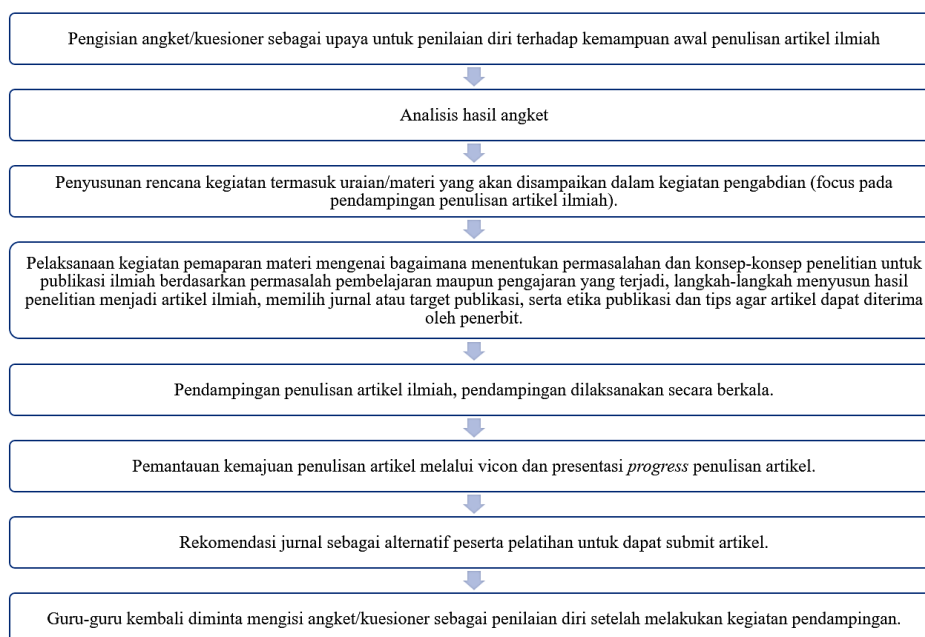 Pengisian angket/kuesioner sebagai upaya untuk penilaian diri terhadap kemampuan awal penulisan artikel ilmiah
Analisis hasil angket
Penyusunan rencana kegiatan termasuk uraian/materi yang akan disampaikan dalam kegiatan pengabdian (focus pada
pendampingan penulisan artikel ilmiah).
Pelaksanaan kegiatan pemaparan materi mengenai bagaimana menentukan permasalahan dan konsep-konsep penelitian untuk
publikasi ilmiah berdasarkan permasalah pembelajaran maupun pengajaran yang terjadi, langkah-langkah menyusun hasil
penelitian menjadi artikel ilmiah, memilih jurnal atau target publikasi, serta etika publikasi dan tips agar artikel dapat diterima
oleh penerbit.
Pendampingan penulisan artikel ilmiah, pendampingan dilaksanakan secara berkala.
Pemantauan kemajuan penulisan artikel melalui vicon dan presentasi progress penulisan artikel.
Rekomendasi jurnal sebagai alternatif peserta pelatihan untuk dapat submit artikel.
Guru-guru kembali diminta mengisi angket/kuesioner sebagai penilaian diri setelah melakukan kegiatan pendampingan.